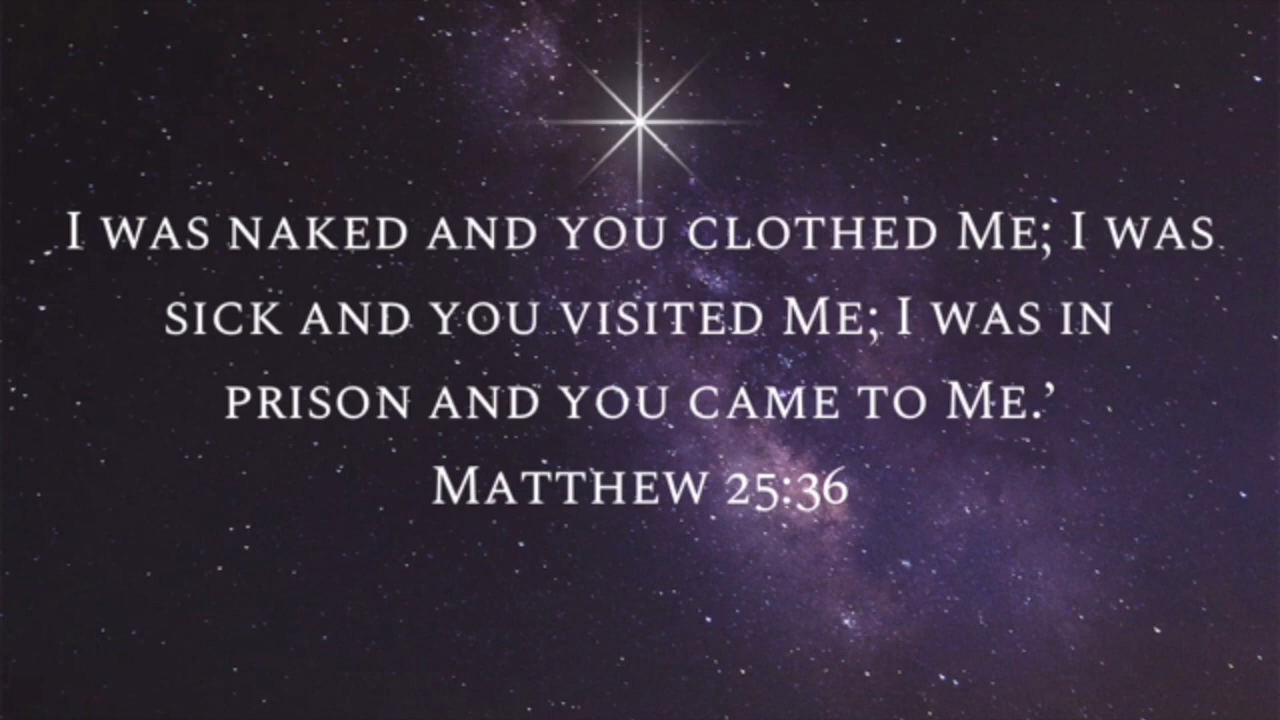 I was naked and you clothed Me; I was
sick and you visited Me; I was in
prison and you came to Me.’
Matthew 25:36